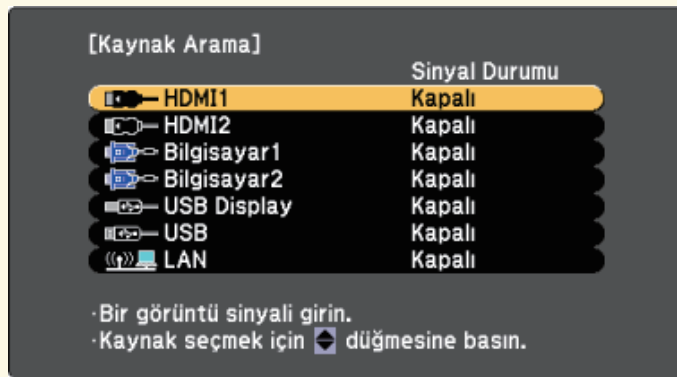 [Kaynak Arama]
Sinyal Durumu
HDMI1 Kapalı
HDMI2 Kapalı
Bilgisayar1 Kapalı
Bilgisayar2 Kapalı
USB Display Kapalı
USB Kapalı
LAN Kapalı
·Bir görüntü sinyali girin.
·Kaynak seçmek için düğmesine basın.